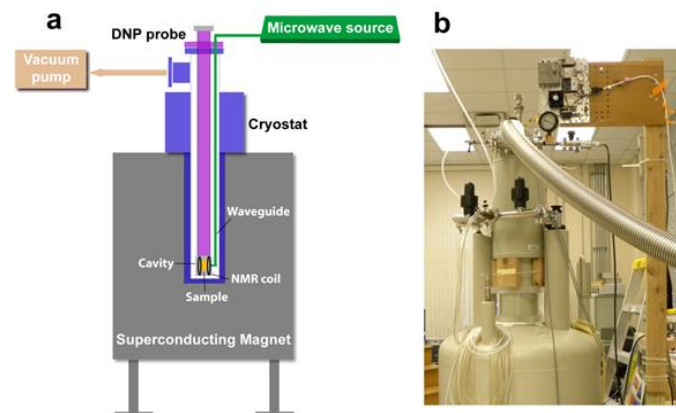 a
b
DNP probe
Microwave source
Vacuum
pump
Cryostat
Waveguide
Cavity
NMR coil
Sample
Superconducting Magnet